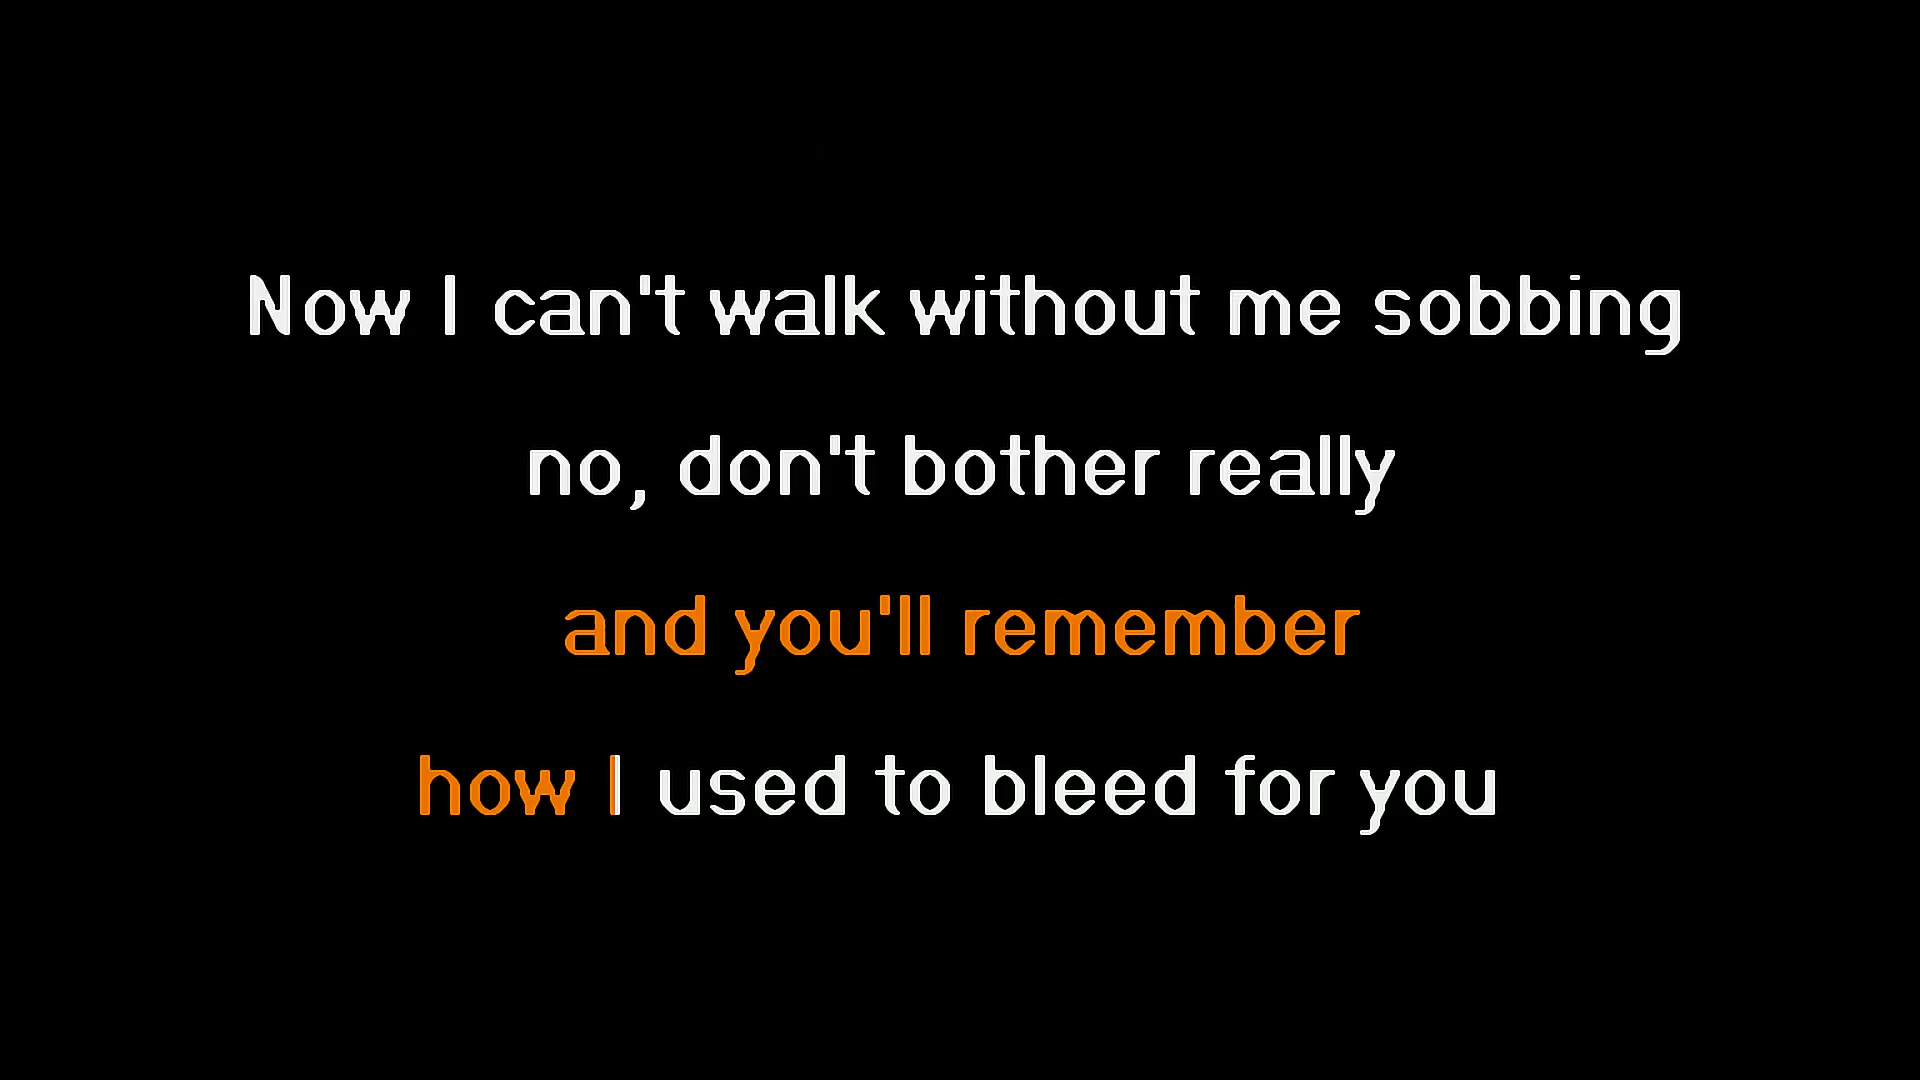 Now I can't walk without me sobbing
no, don't bother really
and you'll remember
how I used to bleed for you